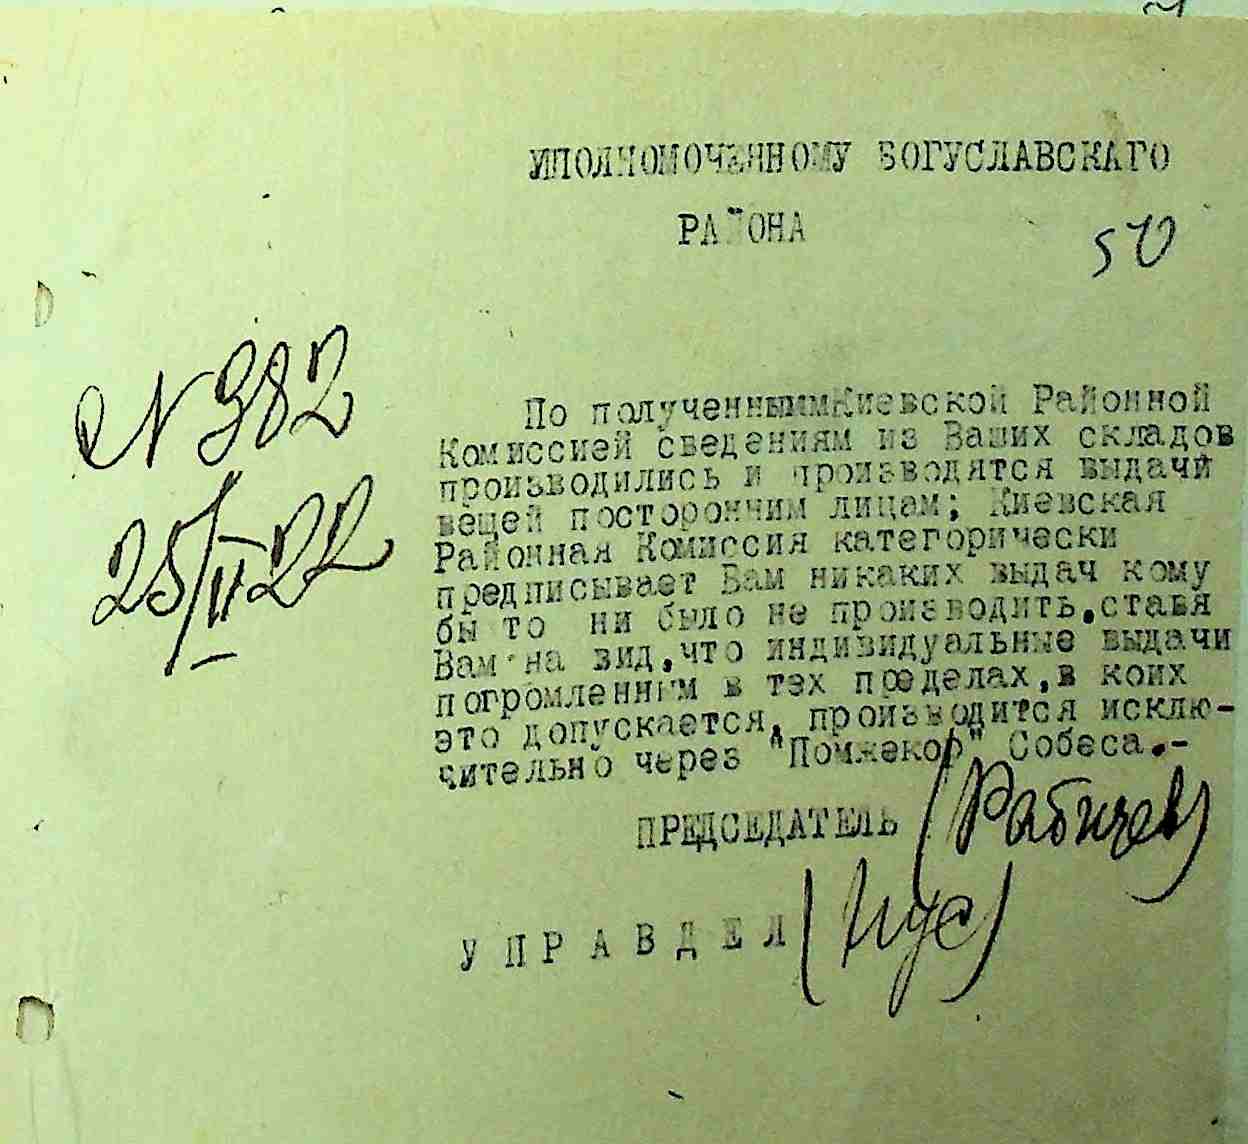 УПОЛНОМОЧЕННОМУ БОГУСЛАВСКАГО
РАЙОНА
50
N 382
25/II 22
По полученнымКиевской Районной
Комиссией сведениям из Ваших складов
производились и производятся выдачи
вещей посторонним лицам; Киевская
Районная Комиссия категорически
предписывает Вам никаких выдач кому
бы то ни было не производить,ставя
Вам на вид,что индивидуальные выдачи
погромленным в тех пределах,в коих
это допускается, производится исклю-
чительно через "Помжекор" Собеса.-
ПРЕДСЕДАТЕЛЬ (Рабичев)
УПРАВДЕЛ